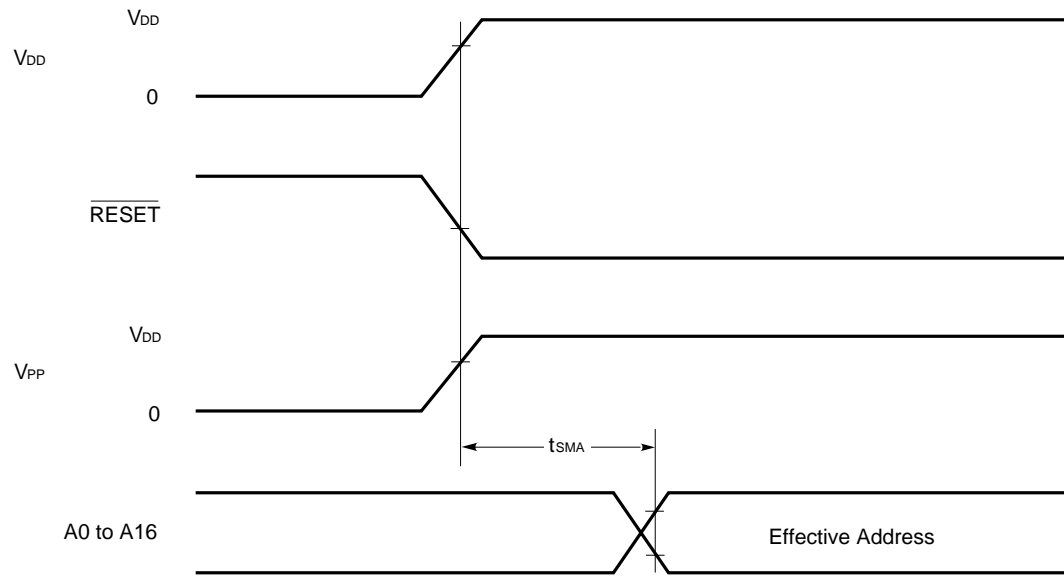 VDD
VDD
0
RESET
VDD
VPP
0
tSMA
A0 to A16
Effective Address